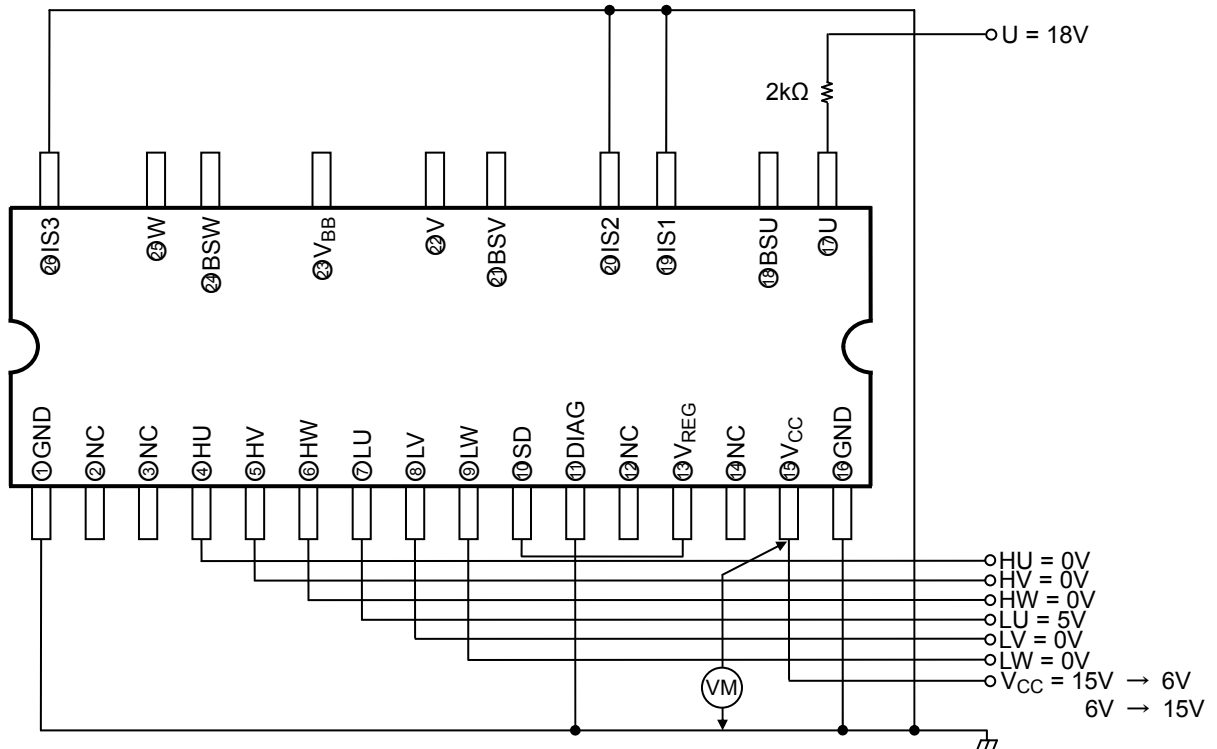 U = 18V
2kΩ
㉖IS3
㉕W
㉔BSW
㉓VBB
㉒V
㉑BSV
⑳IS2
⑲IS1
⑱BSU
⑰U
①GND
②NC
③NC
④HU
⑤HV
⑥HW
⑦LU
⑧LV
⑨LW
⑩SD
⑪DIAG
⑫NC
⑬VREG
⑭NC
⑮VCC
⑯GND
HU = 0V
HV = 0V
HW = 0V
LU = 5V
LV = 0V
LW = 0V
VM
VCC = 15V → 6V
6V → 15V